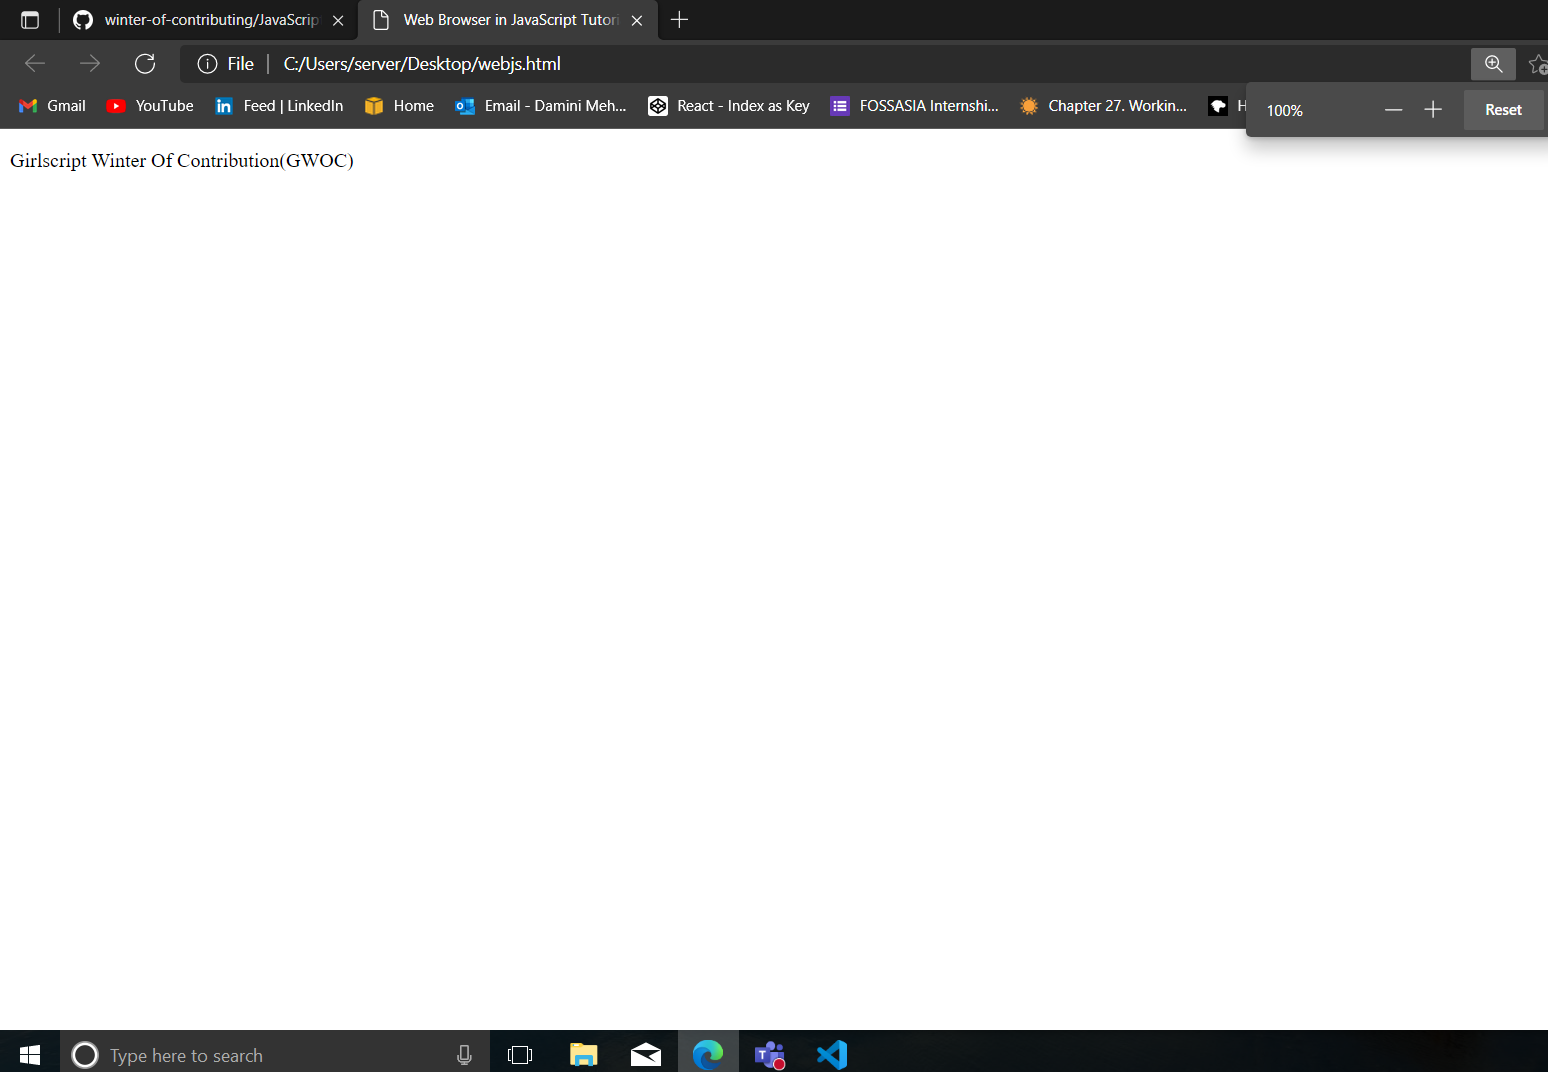 winter-of-contributing/JavaScrip
Web Browser in JavaScript Tutori
File
C:/Users/server/Desktop/webjs.html
Gmail
YouTube
Feed | LinkedIn
Home
Email - Damini Meh...
React - Index as Key
FOSSASIA Internshi...
Chapter 27. Workin...
H
100%
Reset
Girlscript Winter Of Contribution(GWOC)
Type here to search